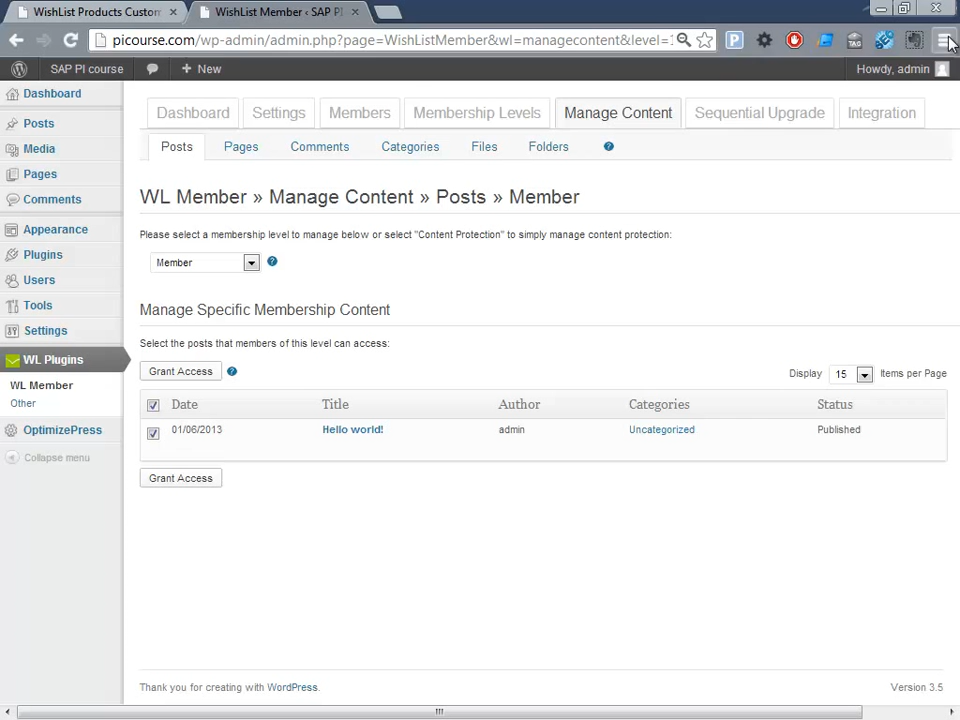 WishList Products Custom
WishList Member ‹ SAP PI
picourse.com/wp-admin/admin.php?page=WishListMember&wl=managecontent&level=1
SAP PI course
New
Howdy, admin
Dashboard
Posts
Media
Pages
Comments
Appearance
Plugins
Users
Tools
Settings
WL Plugins
WL Member
Other
OptimizePress
Collapse menu
Dashboard Settings Members Membership Levels Manage Content Sequential Upgrade Integration
Posts Pages Comments Categories Files Folders ?
WL Member » Manage Content » Posts » Member
Please select a membership level to manage below or select "Content Protection" to simply manage content protection:
Member ?
Manage Specific Membership Content
Select the posts that members of this level can access:
Grant Access ?
Display 15 Items per Page
Date Title Author Categories Status
01/06/2013 Hello world! admin Uncategorized Published
Grant Access
Thank you for creating with WordPress.
Version 3.5